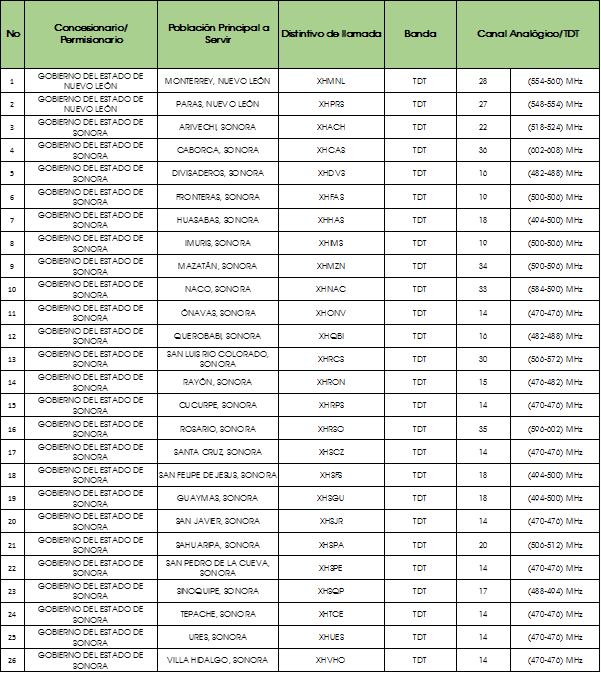 No | Concesionario/ Permisionario | Población Principal a Servir | Distintivo de llamada | Banda | Canal Analógico/TDT
1 | GOBIERNO DEL ESTADO DE NUEVO LEÓN | MONTERREY, NUEVO LEÓN | XHMNL | TDT | 28 | (554-560) MHz
2 | GOBIERNO DEL ESTADO DE NUEVO LEÓN | PARAS, NUEVO LEÓN | XHPRS | TDT | 27 | (548-554) MHz
3 | GOBIERNO DEL ESTADO DE SONORA | ARIVECHI, SONORA | XHACH | TDT | 22 | (518-524) MHz
4 | GOBIERNO DEL ESTADO DE SONORA | CABORCA, SONORA | XHCAS | TDT | 36 | (602-608) MHz
5 | GOBIERNO DEL ESTADO DE SONORA | DIVISADEROS, SONORA | XHDVS | TDT | 16 | (482-488) MHz
6 | GOBIERNO DEL ESTADO DE SONORA | FRONTERAS, SONORA | XHFAS | TDT | 19 | (500-506) MHz
7 | GOBIERNO DEL ESTADO DE SONORA | HUASABAS, SONORA | XHHAS | TDT | 18 | (494-500) MHz
8 | GOBIERNO DEL ESTADO DE SONORA | IMURIS, SONORA | XHIMS | TDT | 19 | (500-506) MHz
9 | GOBIERNO DEL ESTADO DE SONORA | MAZATÁN, SONORA | XHMZN | TDT | 34 | (590-596) MHz
10 | GOBIERNO DEL ESTADO DE SONORA | NACO, SONORA | XHNAC | TDT | 33 | (584-590) MHz
11 | GOBIERNO DEL ESTADO DE SONORA | ÓNAVAS, SONORA | XHONV | TDT | 14 | (470-476) MHz
12 | GOBIERNO DEL ESTADO DE SONORA | QUEROBABI, SONORA | XHQBI | TDT | 16 | (482-488) MHz
13 | GOBIERNO DEL ESTADO DE SONORA | SAN LUIS RIO COLORADO, SONORA | XHRCS | TDT | 30 | (566-572) MHz
14 | GOBIERNO DEL ESTADO DE SONORA | RAYÓN, SONORA | XHRON | TDT | 15 | (476-482) MHz
15 | GOBIERNO DEL ESTADO DE SONORA | CUCURPE, SONORA | XHRPS | TDT | 14 | (470-476) MHz
16 | GOBIERNO DEL ESTADO DE SONORA | ROSARIO, SONORA | XHRSO | TDT | 35 | (596-602) MHz
17 | GOBIERNO DEL ESTADO DE SONORA | SANTA CRUZ, SONORA | XHSCZ | TDT | 14 | (470-476) MHz
18 | GOBIERNO DEL ESTADO DE SONORA | SAN FELIPE DE JESUS, SONORA | XHSFS | TDT | 18 | (494-500) MHz
19 | GOBIERNO DEL ESTADO DE SONORA | GUAYMAS, SONORA | XHSGU | TDT | 18 | (494-500) MHz
20 | GOBIERNO DEL ESTADO DE SONORA | SAN JAVIER, SONORA | XHSJR | TDT | 14 | (470-476) MHz
21 | GOBIERNO DEL ESTADO DE SONORA | SAHUARIPA, SONORA | XHSPA | TDT | 20 | (506-512) MHz
22 | GOBIERNO DEL ESTADO DE SONORA | SAN PEDRO DE LA CUEVA, SONORA | XHSPE | TDT | 14 | (470-476) MHz
23 | GOBIERNO DEL ESTADO DE SONORA | SINOQUIPE, SONORA | XHSQP | TDT | 17 | (488-494) MHz
24 | GOBIERNO DEL ESTADO DE SONORA | TEPACHE, SONORA | XHTCE | TDT | 14 | (470-476) MHz
25 | GOBIERNO DEL ESTADO DE SONORA | URES, SONORA | XHUES | TDT | 14 | (470-476) MHz
26 | GOBIERNO DEL ESTADO DE SONORA | VILLA HIDALGO, SONORA | XHVHO | TDT | 14 | (470-476) MHz